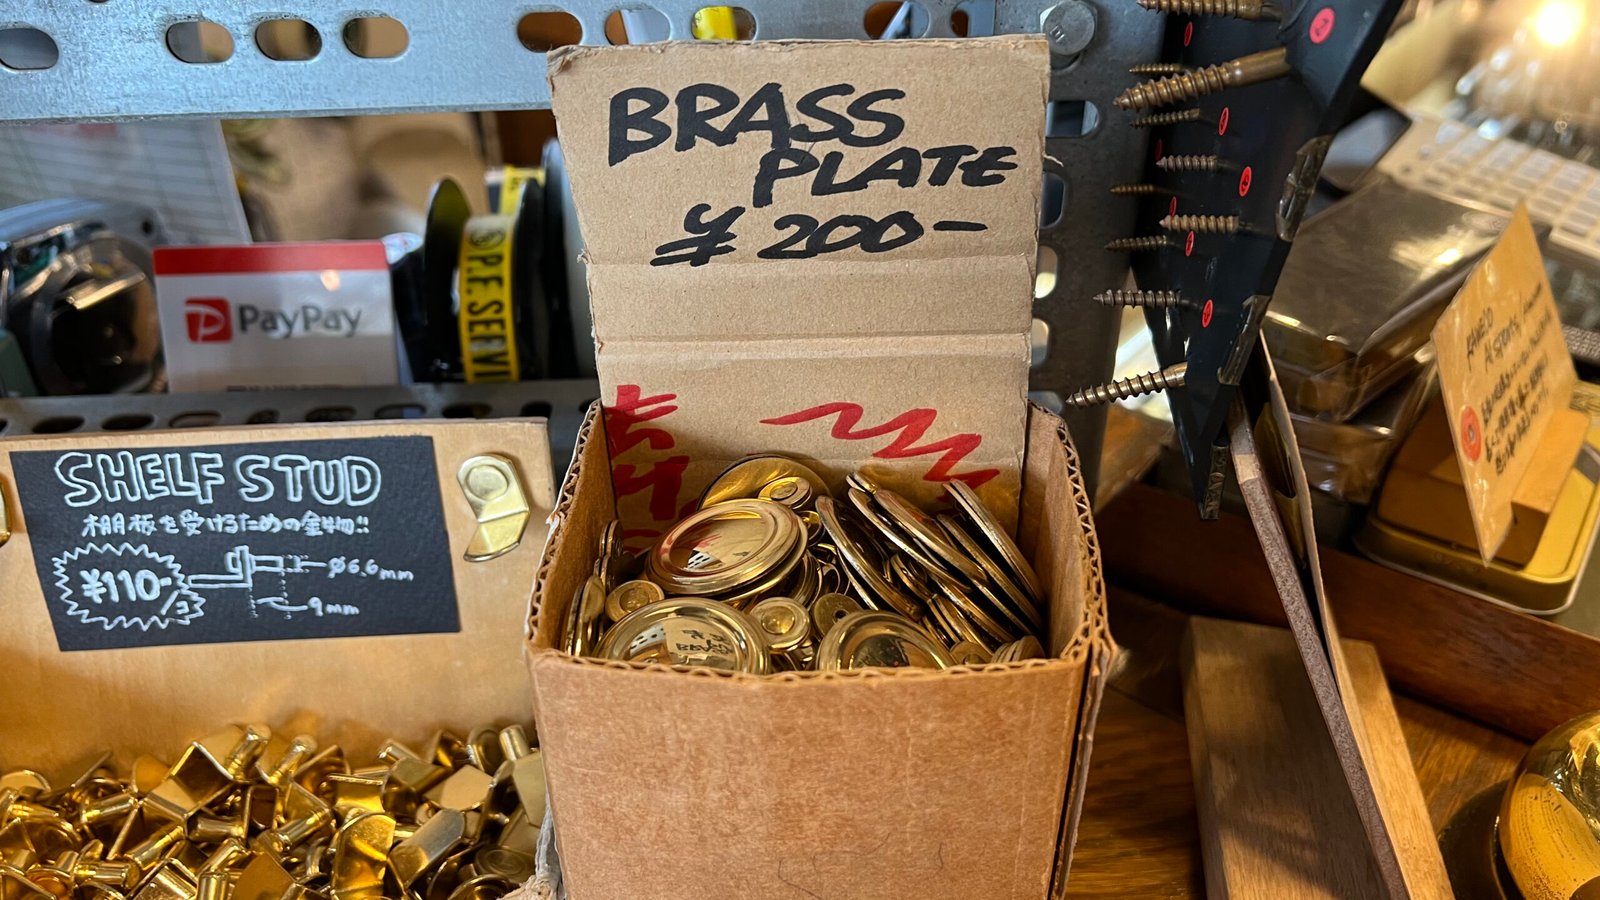 BRASS
PLATE
¥200-
PayPay
P.F. SERVI
SHELF STUD
棚板を受けるための金物!!
¥110-
ø6.6mm
9mm